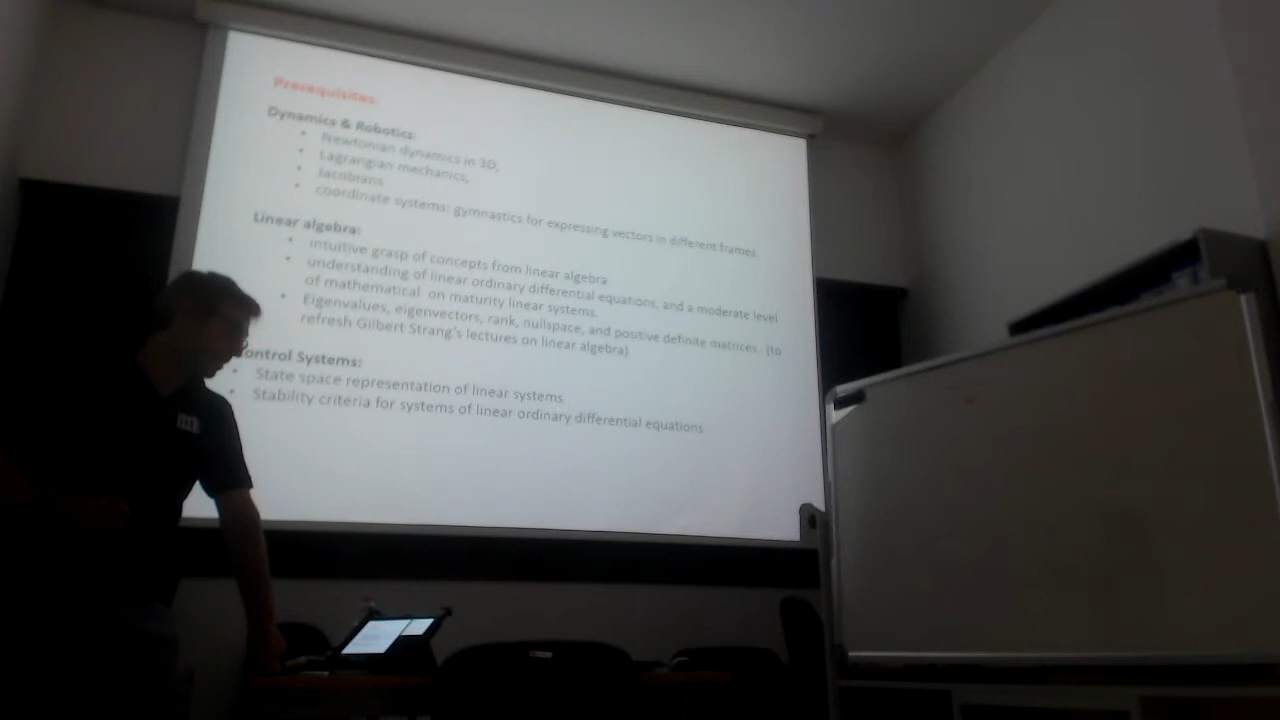 Prerequisites:
Dynamics & Robotics:
• Newtonian dynamics in 3D,
• Lagrangian mechanics,
• Jacobians
• coordinate systems: gymnastics for expressing vectors in different frames
Linear algebra:
• intuitive grasp of concepts from linear algebra
• understanding of linear ordinary differential equations, and a moderate level
of mathematical on maturity linear systems.
• Eigenvalues, eigenvectors, rank, nullspace, and positive definite matrices. (to
refresh Gilbert Strang's lectures on linear algebra)
ontrol Systems:
• State space representation of linear systems
• Stability criteria for systems of linear ordinary differential equations